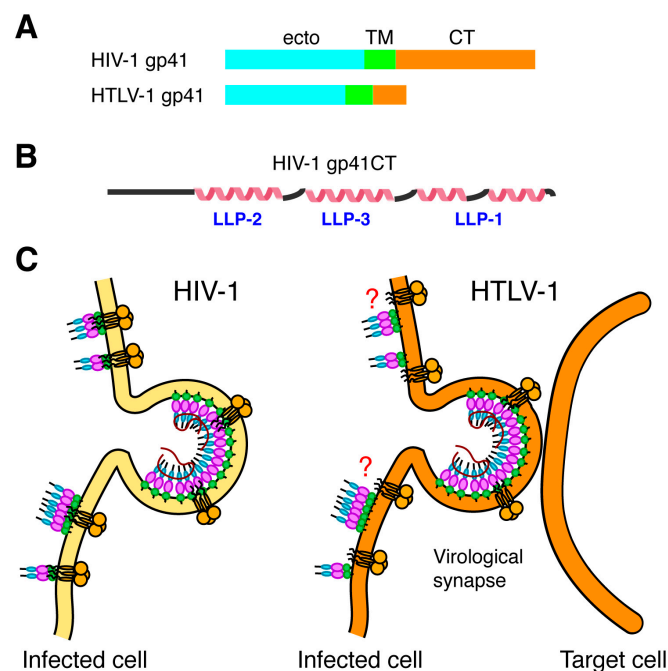 A
ecto TM CT
HIV-1 gp41
HTLV-1 gp41
B
HIV-1 gp41CT
LLP-2 LLP-3 LLP-1
C
HIV-1 HTLV-1
?
?
Virological
synapse
Infected cell Infected cell Target cell